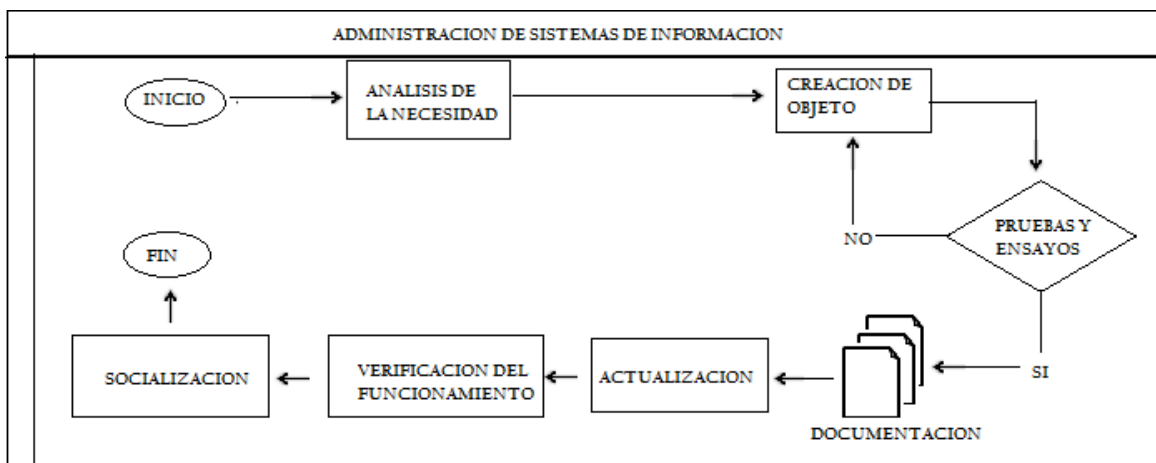 ADMINISTRACION DE SISTEMAS DE INFORMACION
INICIO
ANALISIS DE
LA NECESIDAD
CREACION DE
OBJETO
PRUEBAS Y
ENSAYOS
NO
SI
DOCUMENTACION
ACTUALIZACION
VERIFICACION DEL
FUNCIONAMIENTO
SOCIALIZACION
FIN